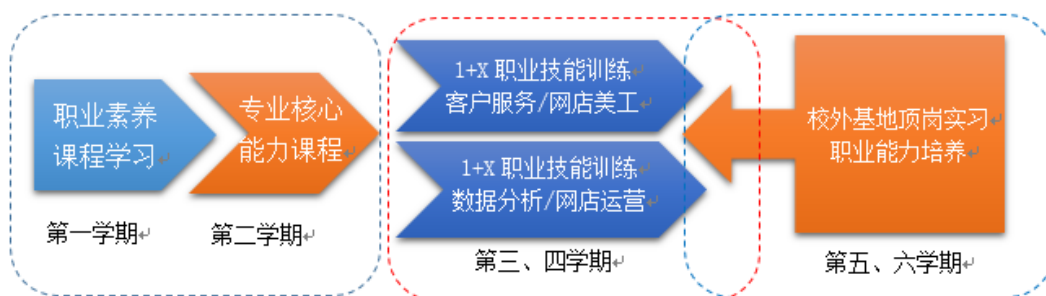 职业素养
课程学习
专业核心
能力课程
1+X 职业技能训练
客户服务/网店美工
1+X 职业技能训练
数据分析/网店运营
校外基地顶岗实习
职业能力培养
第一学期
第二学期
第三、四学期
第五、六学期